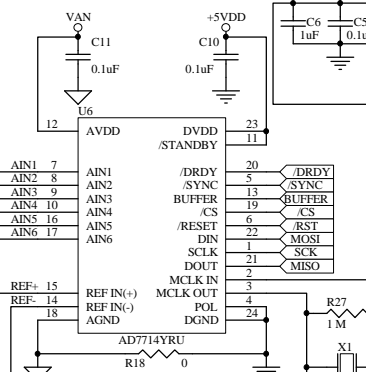 VAN
+5VDD
C11
0.1uF
C10
0.1uF
C6
1uF
C5
0.1u
U6
12 AVDD
DVDD 23
/STANDBY 11
AIN1 7 AIN1
AIN2 8 AIN2
AIN3 9 AIN3
AIN4 10 AIN4
AIN5 16 AIN5
AIN6 17 AIN6
/DRDY 20 /DRDY
/SYNC 5 /SYNC
BUFFER 13 BUFFER
/CS 19 /CS
/RESET 6 /RST
DIN 22 MOSI
SCLK 1 SCK
DOUT 21 MISO
MCLK IN 2
REF+ 15 REF IN(+)
MCLK OUT 3
REF- 14 REF IN(-)
POL 4
18 AGND
DGND 24
AD7714YRU
R18 0
R27
1 M
X1